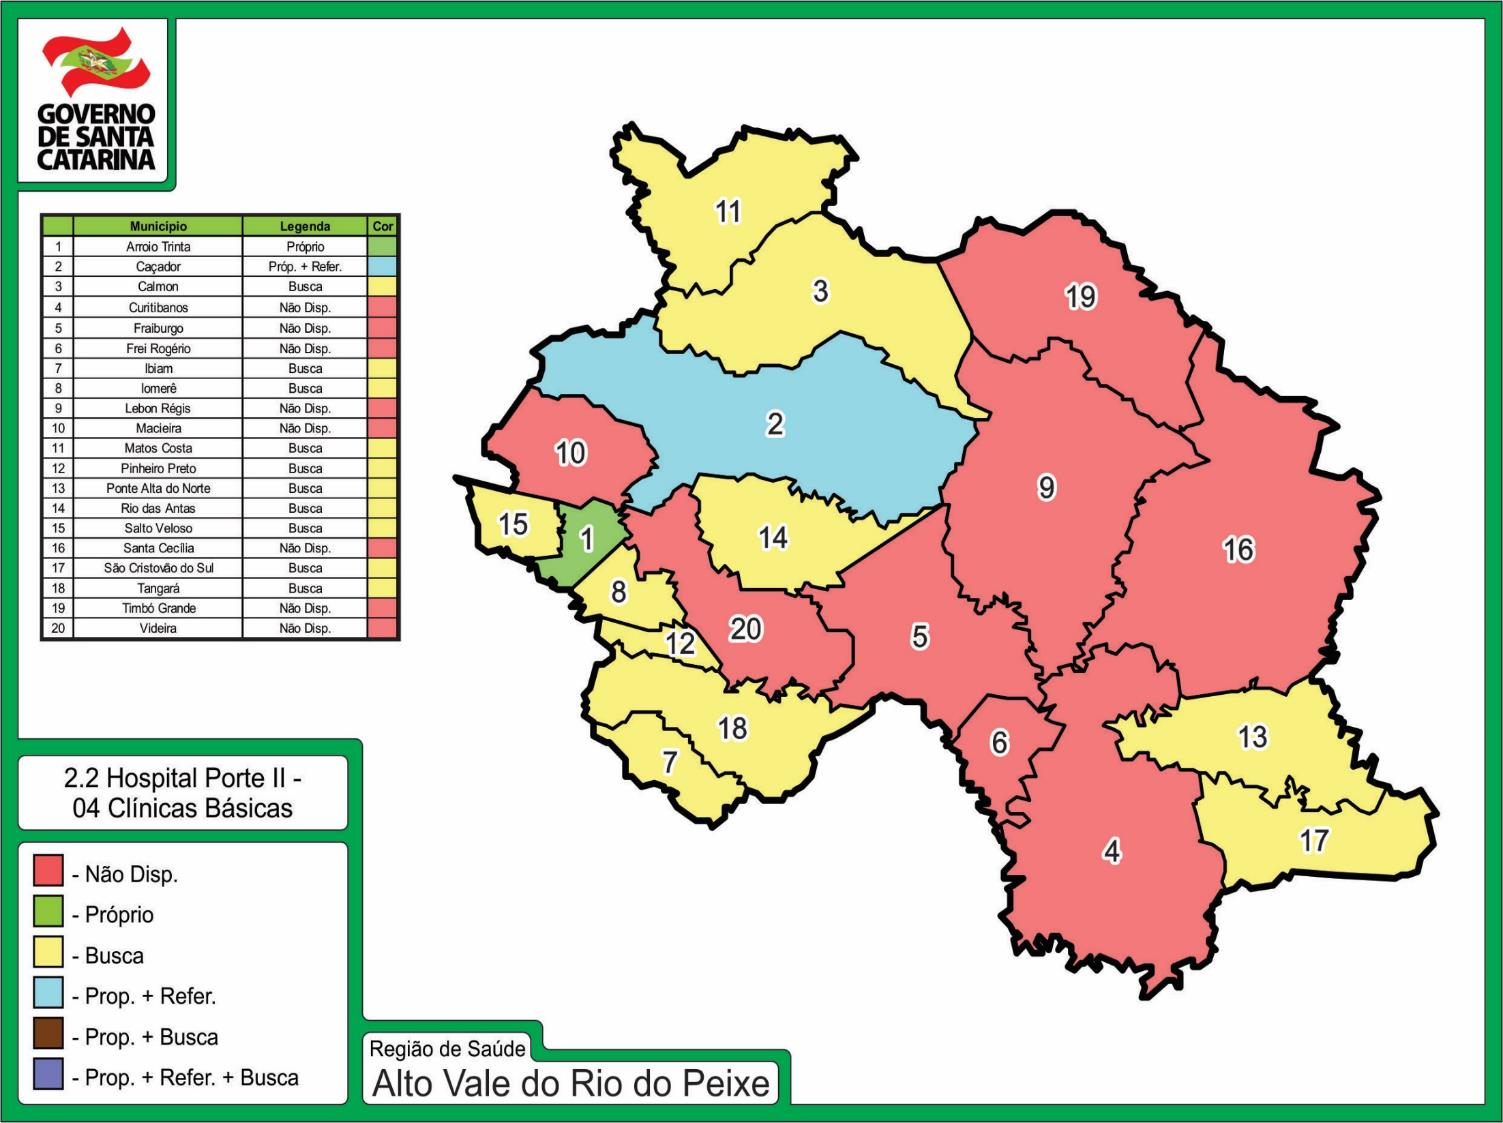 GOVERNO
DE SANTA
CATARINA
Município Legenda Cor
1 Arroio Trinta Próprio
2 Caçador Próp. + Refer.
3 Calmon Busca
4 Curitibanos Não Disp.
5 Fraiburgo Não Disp.
6 Frei Rogério Não Disp.
7 Ibiam Busca
8 Iomerê Busca
9 Lebon Régis Não Disp.
10 Macieira Não Disp.
11 Matos Costa Busca
12 Pinheiro Preto Busca
13 Ponte Alta do Norte Busca
14 Rio das Antas Busca
15 Salto Veloso Busca
16 Santa Cecília Não Disp.
17 São Cristovão do Sul Busca
18 Tangará Busca
19 Timbó Grande Não Disp.
20 Videira Não Disp.
11
3
19
2
10
9
15
1
14
16
8
20
5
12
18
6
13
7
17
4
2.2 Hospital Porte II -
04 Clínicas Básicas
- Não Disp.
- Próprio
- Busca
- Prop. + Refer.
- Prop. + Busca
- Prop. + Refer. + Busca
Região de Saúde
Alto Vale do Rio do Peixe